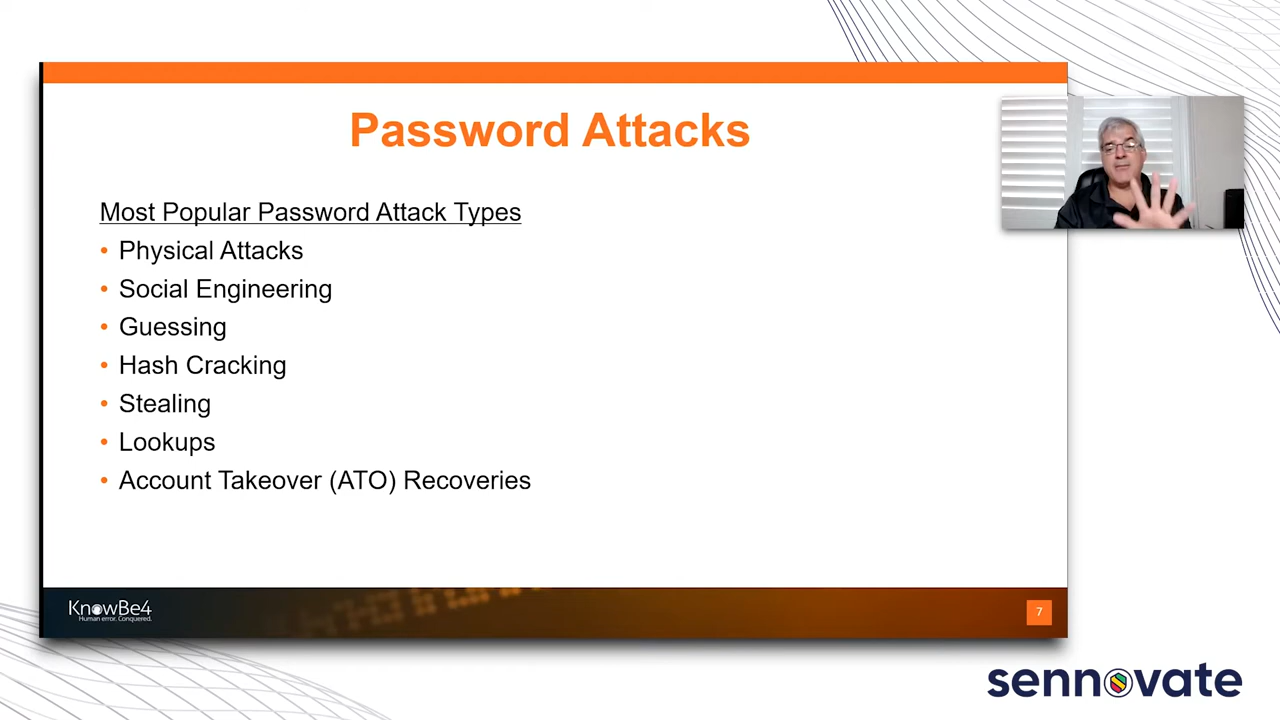 Password Attacks
Most Popular Password Attack Types
• Physical Attacks
• Social Engineering
• Guessing
• Hash Cracking
• Stealing
• Lookups
• Account Takeover (ATO) Recoveries
KnowBe4
Human error. Conquered.
7
sennovate